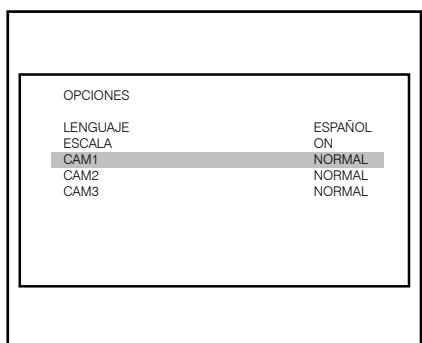 OPCIONES
LENGUAJE ESPAÑOL
ESCALA ON
CAM1 NORMAL
CAM2 NORMAL
CAM3 NORMAL